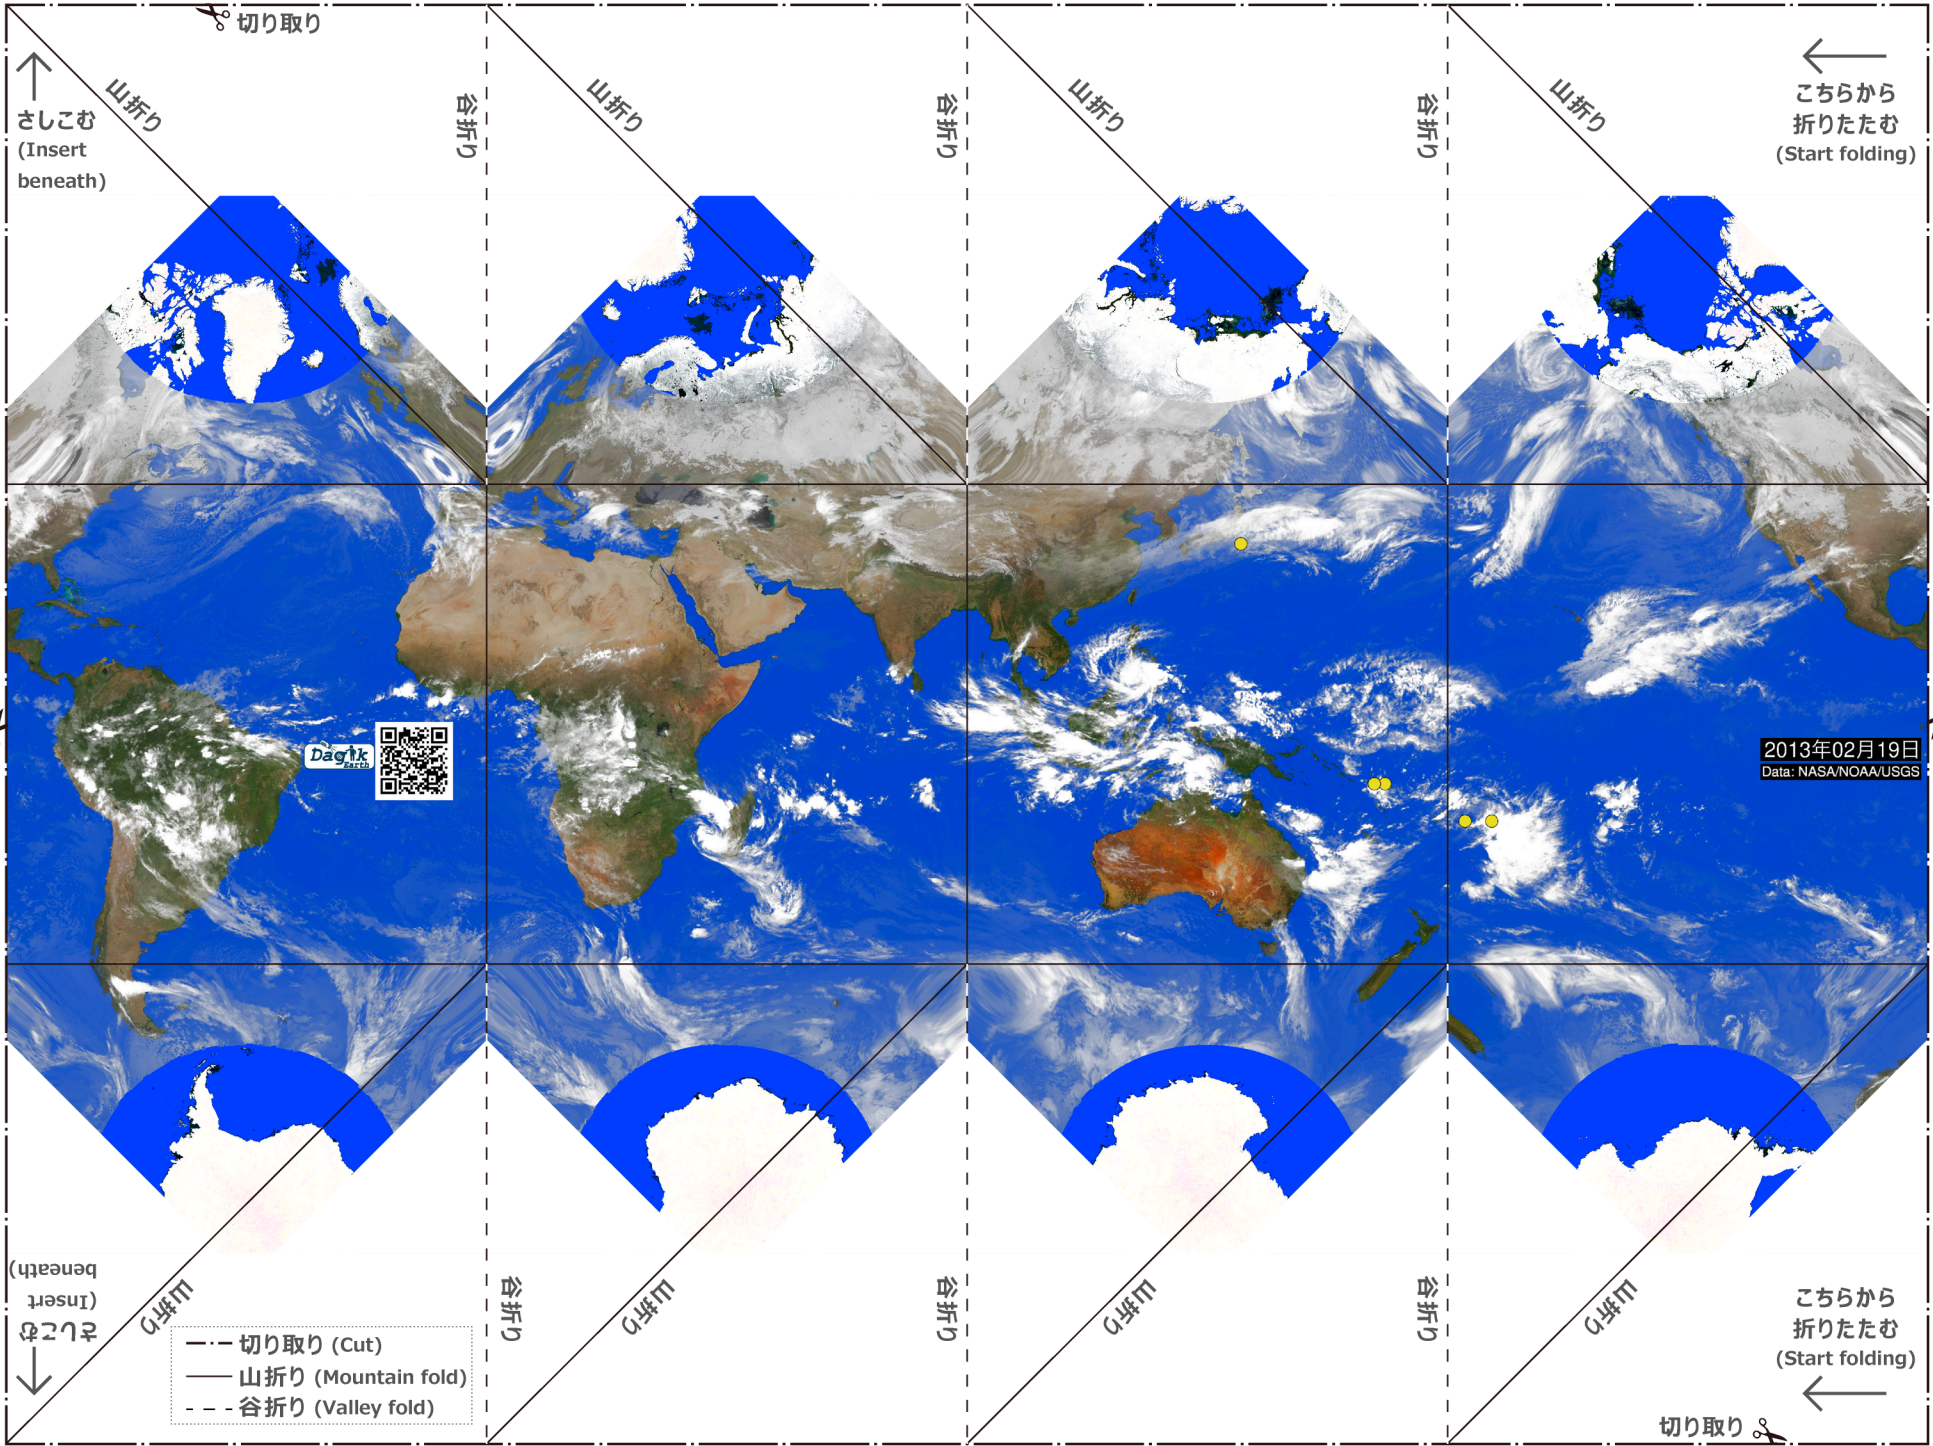 切り取り
山折り
谷折り
山折り
谷折り
山折り
谷折り
山折り
さしこむ
(Insert
beneath)
こちらから
折りたたむ
(Start folding)
Dagik
Earth
2013年02月19日
Data: NASA/NOAA/USGS
さしこむ
(Insert
beneath)
山折り
谷折り
山折り
谷折り
山折り
谷折り
山折り
切り取り (Cut)
山折り (Mountain fold)
谷折り (Valley fold)
こちらから
折りたたむ
(Start folding)
切り取り